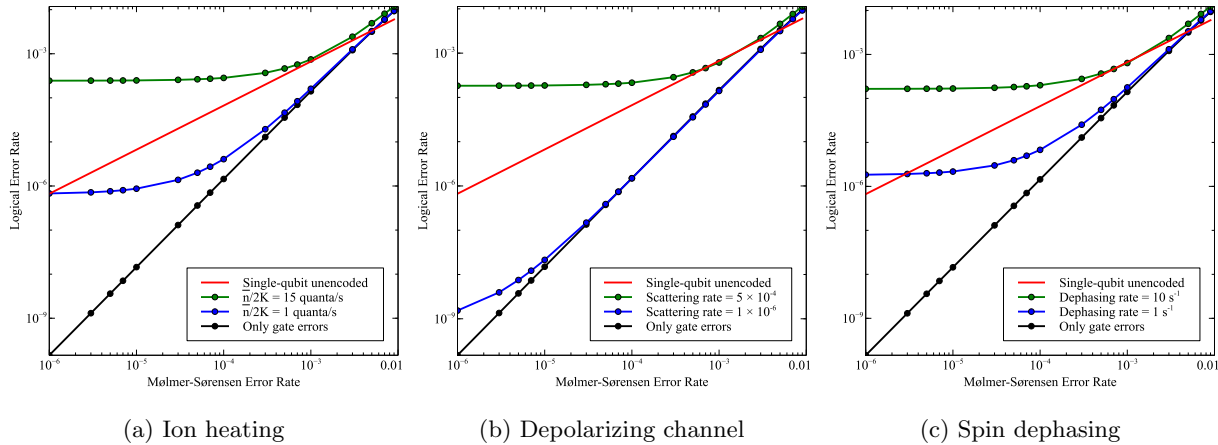 Logical Error Rate
10⁻³
10⁻⁶
10⁻⁹
Single-qubit unencoded
n̅/2K = 15 quanta/s
n̅/2K = 1 quanta/s
Only gate errors
10⁻⁶ 10⁻⁵ 10⁻⁴ 10⁻³ 0.01
Mølmer-Sørensen Error Rate
(a) Ion heating
Logical Error Rate
10⁻³
10⁻⁶
10⁻⁹
Single-qubit unencoded
Scattering rate = 5 × 10⁻⁴
Scattering rate = 1 × 10⁻⁶
Only gate errors
10⁻⁶ 10⁻⁵ 10⁻⁴ 10⁻³ 0.01
Mølmer-Sørensen Error Rate
(b) Depolarizing channel
Logical Error Rate
10⁻³
10⁻⁶
10⁻⁹
Single-qubit unencoded
Dephasing rate = 10 s⁻¹
Dephasing rate = 1 s⁻¹
Only gate errors
10⁻⁶ 10⁻⁵ 10⁻⁴ 10⁻³ 0.01
Mølmer-Sørensen Error Rate
(c) Spin dephasing